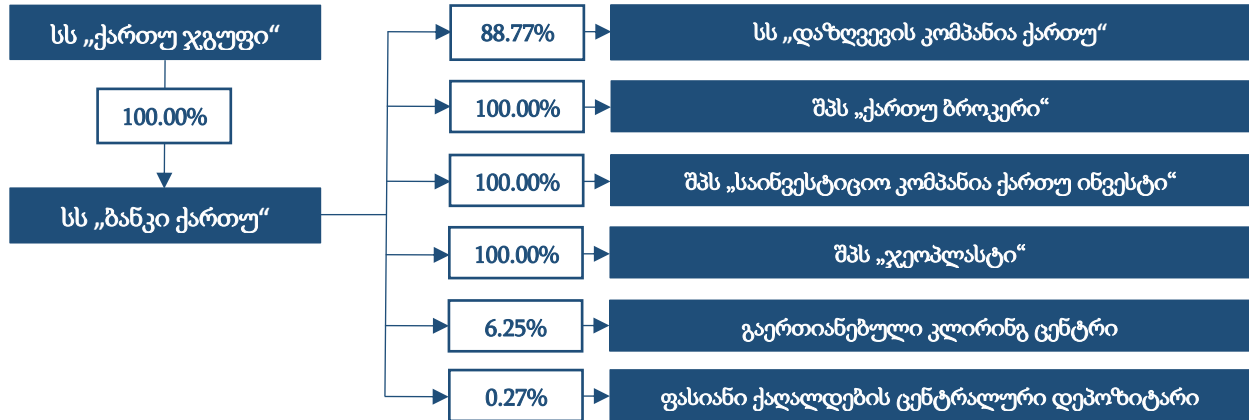 სს „ქართუ ჯგუფი“
100.00%
სს „ბანკი ქართუ“
88.77%
სს „დაზღვევის კომპანია ქართუ“
100.00%
შპს „ქართუ ბროკერი“
100.00%
შპს „საინვესტიციო კომპანია ქართუ ინვესტი“
100.00%
შპს „ჯეოპლასტი“
6.25%
გაერთიანებული კლირინგ ცენტრი
0.27%
ფასიანი ქაღალდების ცენტრალური დეპოზიტარი